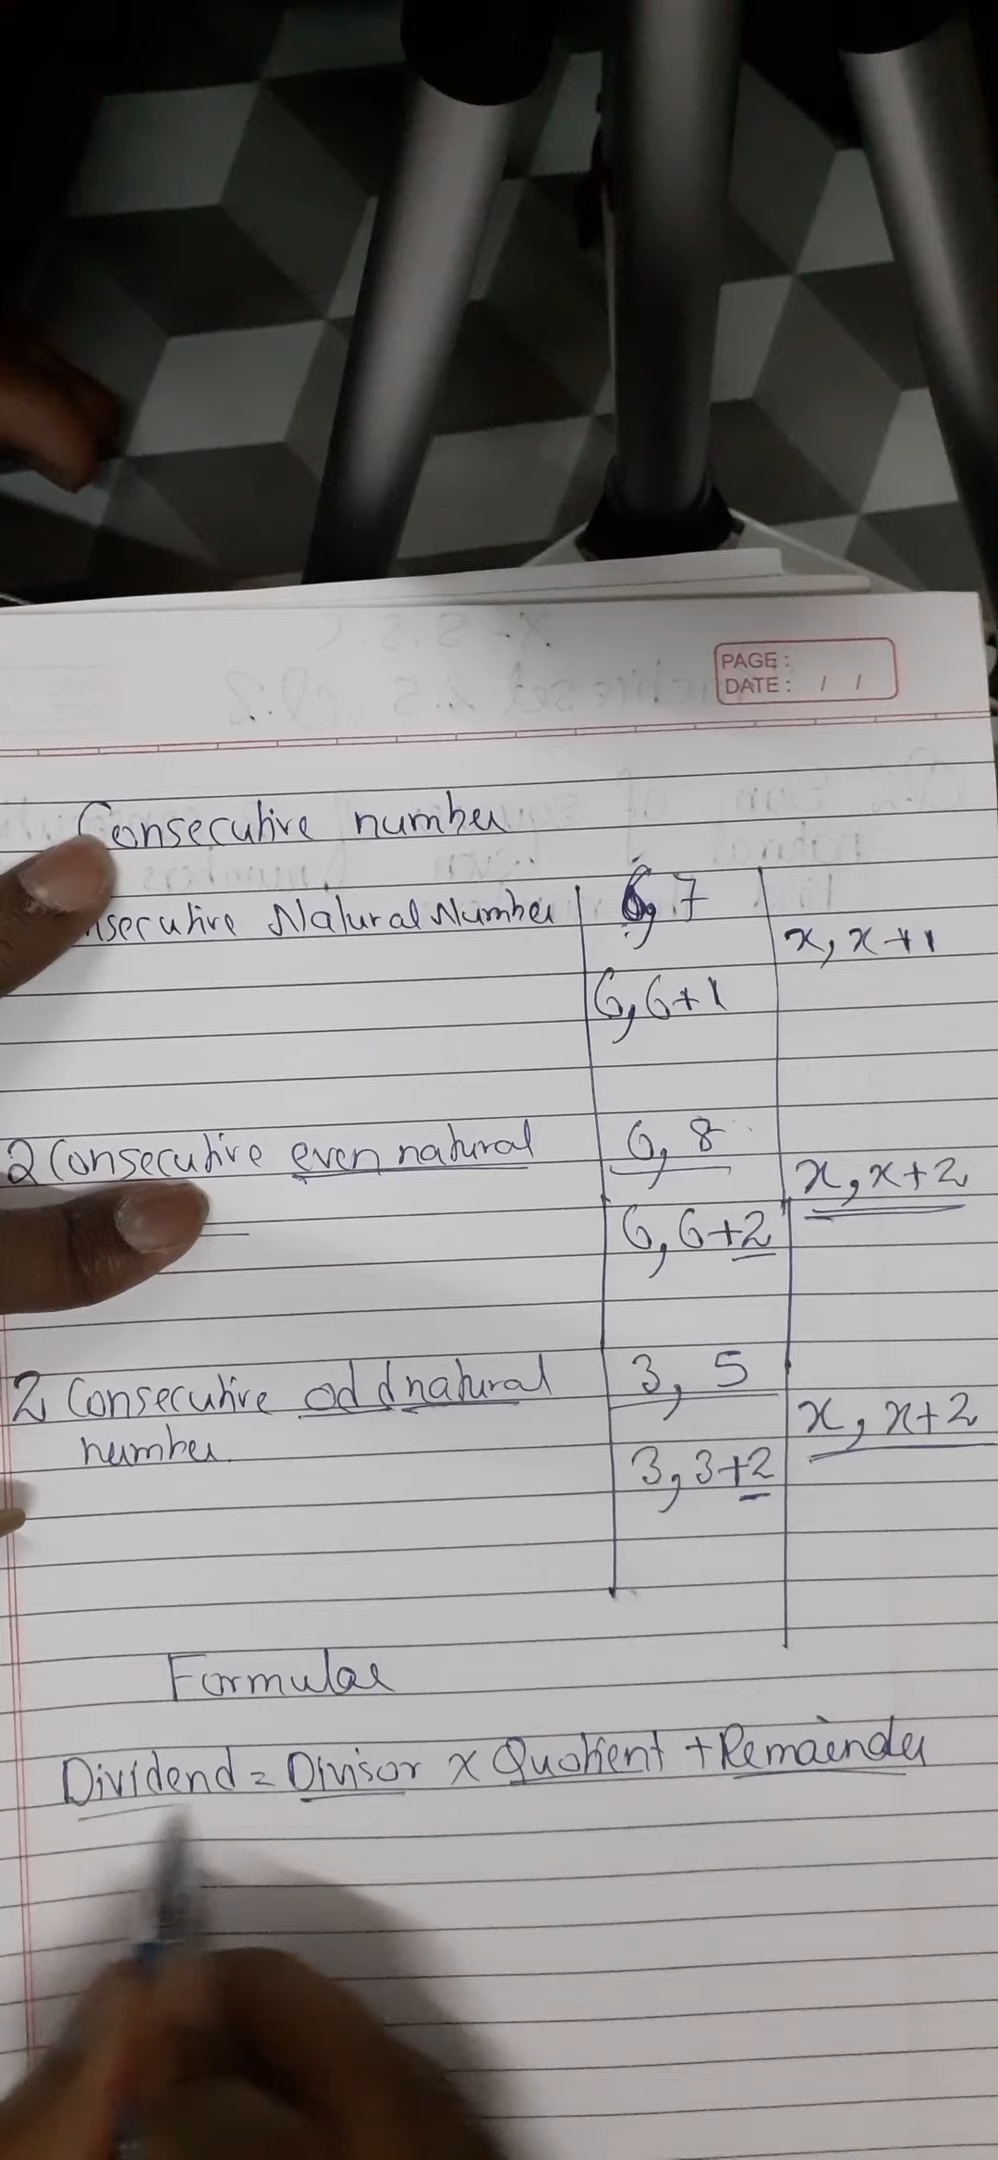 PAGE:
DATE: / /
Consecutive number
Natural Number 6, 7 x, x+1
6, 6+1
2 Consecutive even natural 6, 8 x, x+2
6, 6+2
2 Consecutive odd natural 3, 5 x, x+2
number. 3, 3+2
Formulae
Dividend = Divisor x Quotient + Remainder